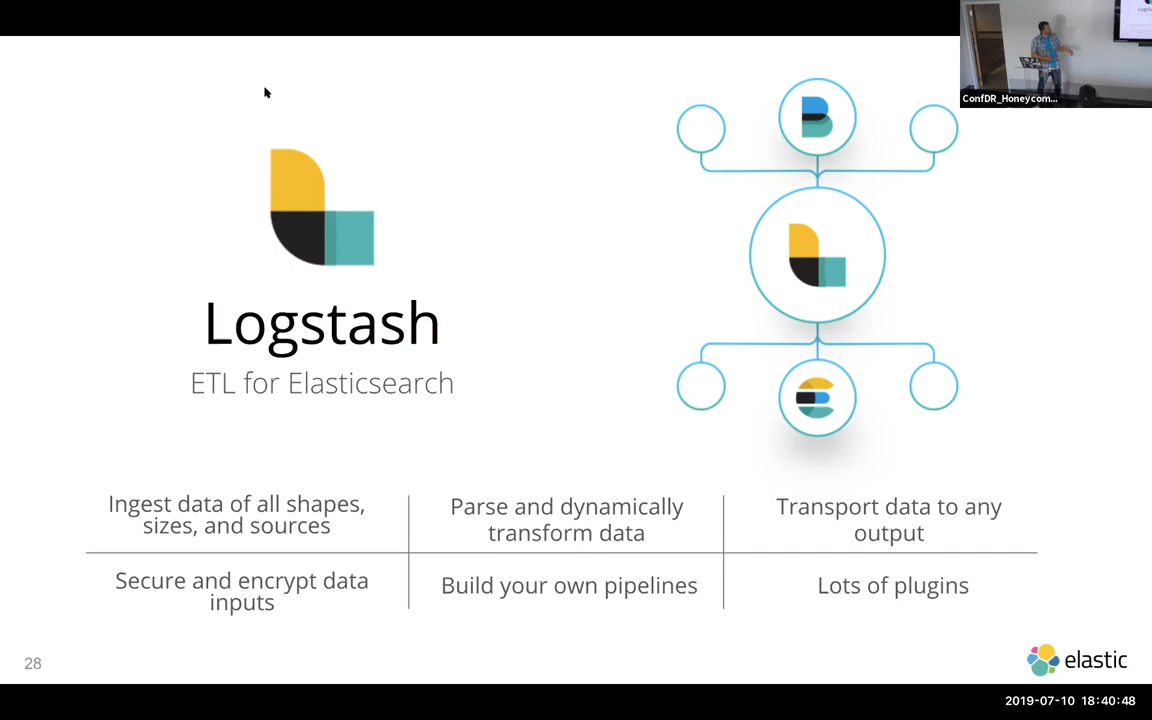 ConfDR_Honeycom...
Logstash
ETL for Elasticsearch
Ingest data of all shapes,
sizes, and sources
Parse and dynamically
transform data
Transport data to any
output
Secure and encrypt data
inputs
Build your own pipelines
Lots of plugins
28
elastic
2019-07-10 18:40:48